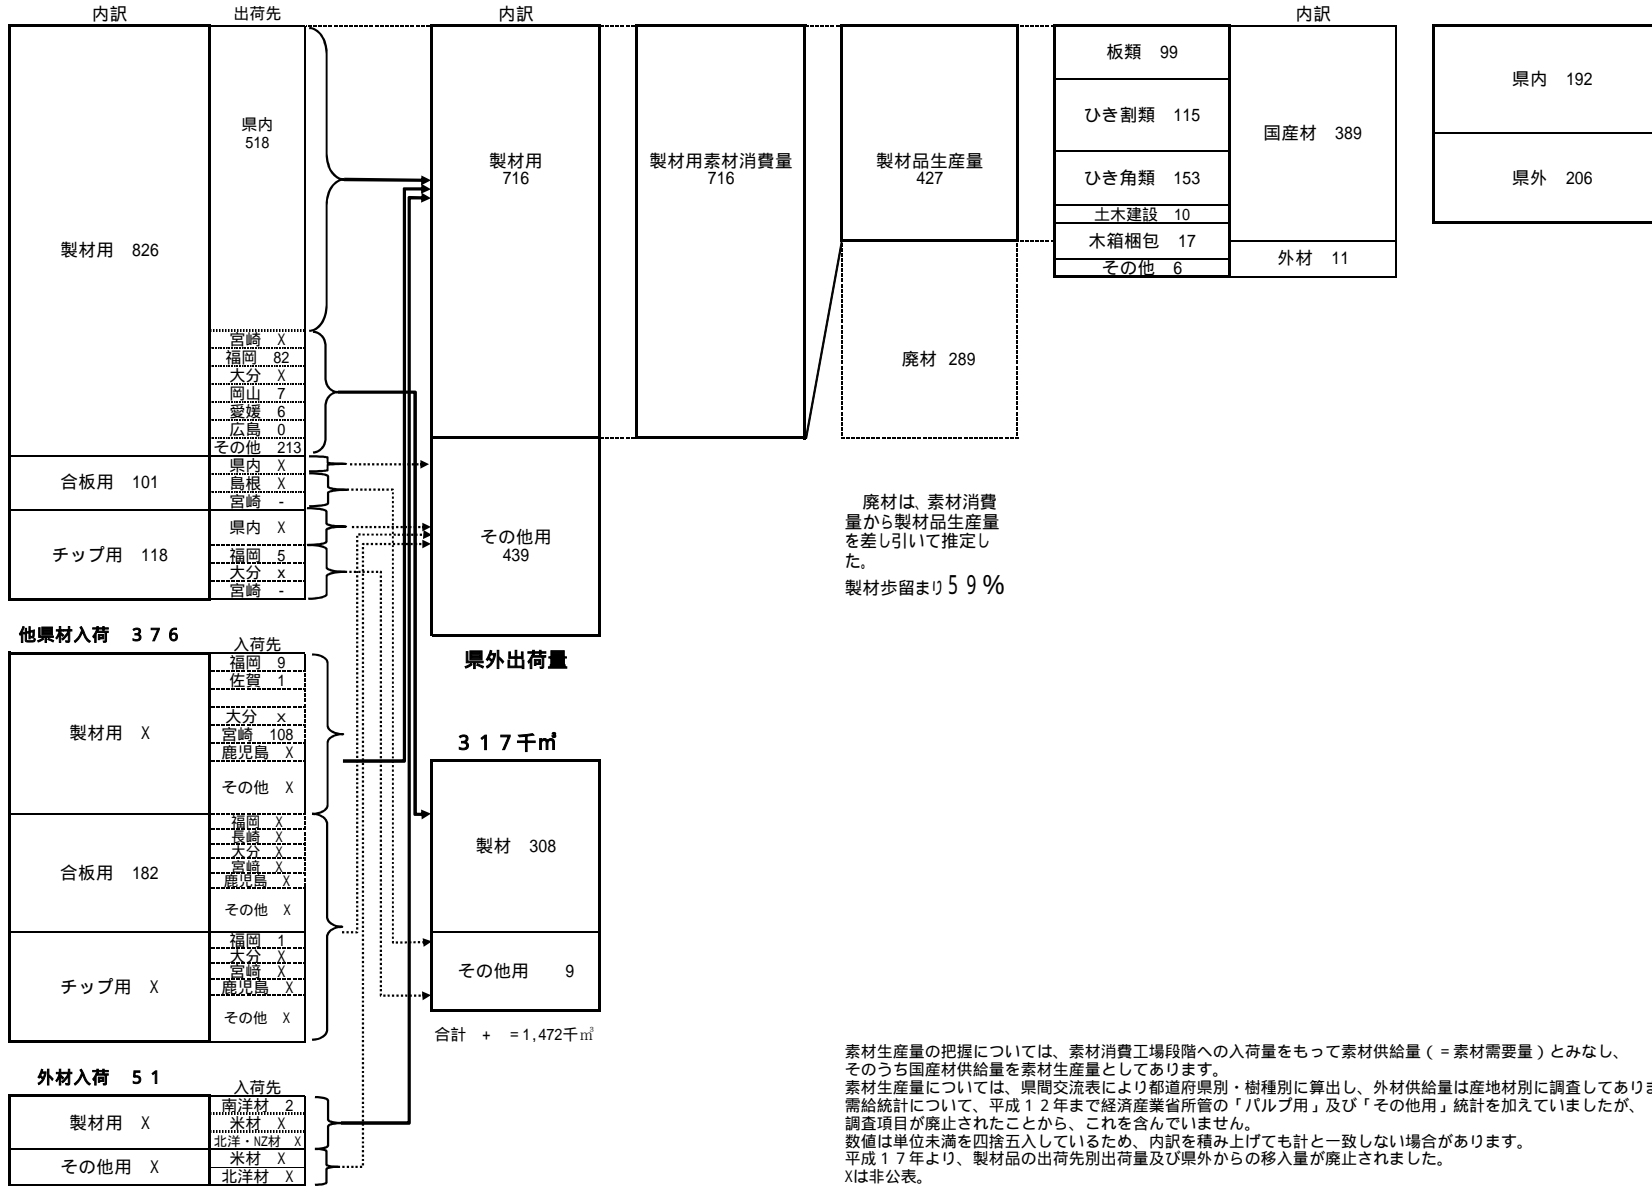 内訳
出荷先
製材用 826
県内
518
宮崎 X
福岡 82
大分 X
岡山 7
愛媛 6
広島 0
その他 213
合板用 101
県内 X
島根 X
宮崎 -
チップ用 118
県内 X
福岡 5
大分 x
宮崎 -
他県材入荷 376
入荷先
製材用 X
福岡 9
佐賀 1
大分 x
宮崎 108
鹿児島 X
その他 X
合板用 182
福岡 X
長崎 X
大分 X
宮崎 X
鹿児島 X
その他 X
チップ用 X
福岡 1
大分 X
宮崎 X
鹿児島 X
その他 X
外材入荷 51
入荷先
製材用 X
南洋材 2
米材 X
北洋・NZ材 X
その他用 X
米材 X
北洋材 X
内訳
製材用
716
その他用
439
県外出荷量
317千㎥
製材 308
その他用 9
合計 + =1,472千㎥
製材用素材消費量
716
製材品生産量
427
廃材 289
廃材は、素材消費
量から製材品生産量
を差し引いて推定し
た。
製材歩留まり59%
内訳
板類 99
ひき割類 115
ひき角類 153
土木建設 10
木箱梱包 17
その他 6
国産材 389
外材 11
県内 192
県外 206
素材生産量の把握については、素材消費工場段階への入荷量をもって素材供給量(=素材需要量)とみなし、
そのうち国産材供給量を素材生産量としてあります。
素材生産量については、県間交流表により都道府県別・樹種別に算出し、外材供給量は産地材別に調査してありま
需給統計について、平成12年まで経済産業省所管の「パルプ用」及び「その他用」統計を加えていましたが、
調査項目が廃止されたことから、これを含んでいません。
数値は単位未満を四捨五入しているため、内訳を積み上げても計と一致しない場合があります。
平成17年より、製材品の出荷先別出荷量及び県外からの移入量が廃止されました。
Xは非公表。